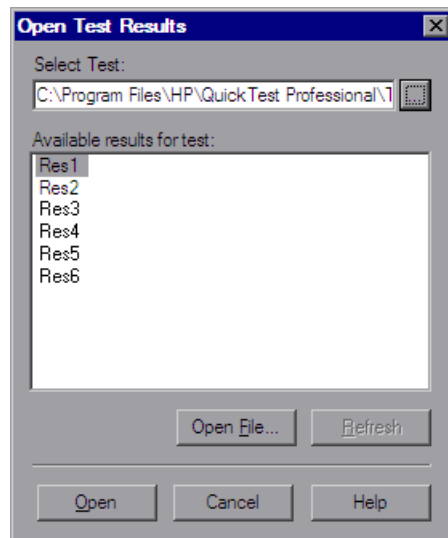 Open Test Results
Select Test:
C:\Program Files\HP\QuickTest Professional\T
Available results for test:
Res1
Res2
Res3
Res4
Res5
Res6
Open File...
Refresh
Open
Cancel
Help